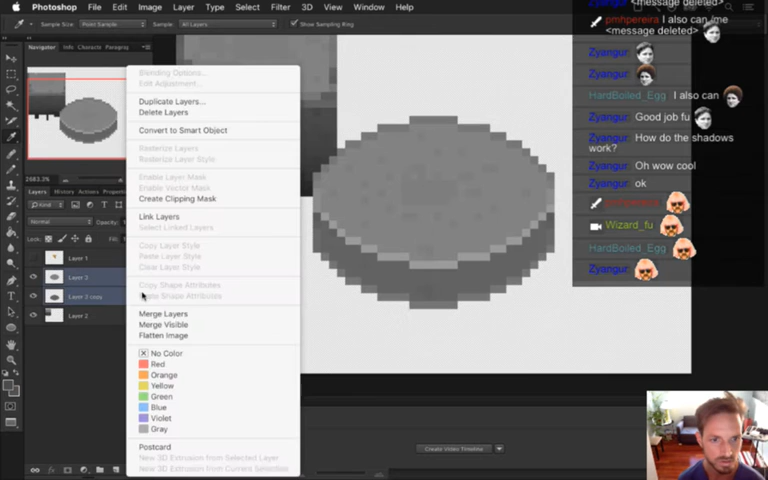 Photoshop File Edit Image Layer Type Select Filter 3D View Window Help
Sample Size: Point Sample Sample: All Layers Show Sampling Ring
Navigator Info Charac Paragra
Layers Adjustm Actions Properties
Kind
Normal
Lock:
Layer 1
Layer 3
Layer 3 copy
Layer 2
Blending Options...
Edit Adjustment...
Duplicate Layers...
Delete Layers
Convert to Smart Object
Rasterize Layers
Rasterize Layer Style
Enable Layer Mask
Enable Vector Mask
Create Clipping Mask
Link Layers
Select Linked Layers
Copy Layer Style
Paste Layer Style
Clear Layer Style
Copy Shape Attributes
Paste Shape Attributes
Merge Layers
Merge Visible
Flatten Image
No Color
Red
Orange
Yellow
Green
Blue
Violet
Gray
Postcard
New 3D Extrusion from Selected Layer
New 3D Extrusion from Current Selection
Create Video Timeline
Zyangur <message deleted>
pmhpereira I also can /me
<message deleted>
Zyangur
Zyangur
HardBoiled_Egg I also can
Zyangur Good job fu
Zyangur How do the shadows
work?
Zyangur Oh wow cool
Zyangur ok
pmhpereira
Wizard_fu
HardBoiled_Egg
Zyangur